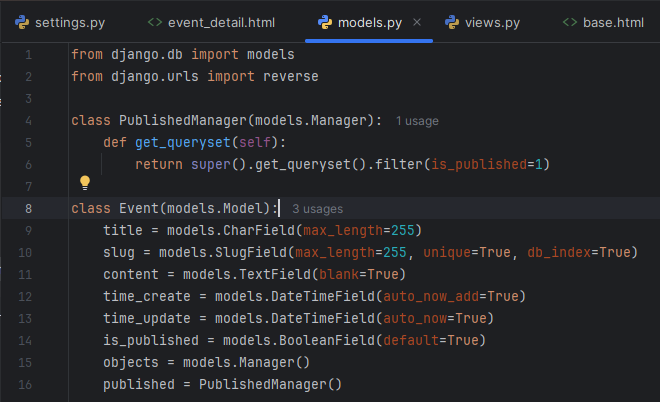 settings.py event_detail.html models.py views.py base.html
1 from django.db import models
2 from django.urls import reverse
3
4 class PublishedManager(models.Manager): 1 usage
5     def get_queryset(self):
6         return super().get_queryset().filter(is_published=1)
7
8 class Event(models.Model): 3 usages
9     title = models.CharField(max_length=255)
10     slug = models.SlugField(max_length=255, unique=True, db_index=True)
11     content = models.TextField(blank=True)
12     time_create = models.DateTimeField(auto_now_add=True)
13     time_update = models.DateTimeField(auto_now=True)
14     is_published = models.BooleanField(default=True)
15     objects = models.Manager()
16     published = PublishedManager()